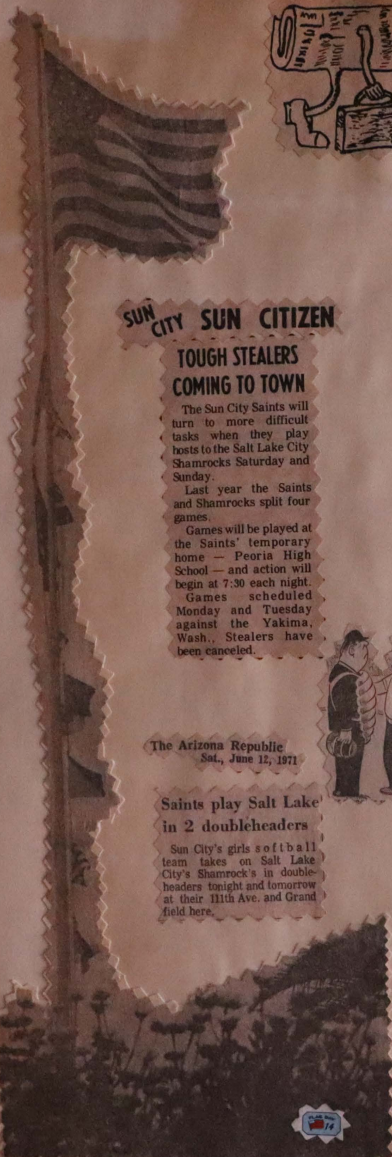 SUN CITY SUN CITIZEN
TOUGH STEALERS
COMING TO TOWN
The Sun City Saints will
turn to more difficult
tasks when they play
hosts to the Salt Lake City
Shamrocks Saturday and
Sunday.
Last year the Saints
and Shamrocks split four
games.
Games will be played at
the Saints' temporary
home — Peoria High
School — and action will
begin at 7:30 each night.
Games scheduled
Monday and Tuesday
against the Yakima,
Wash., Stealers have
been canceled.
The Arizona Republic
Sat., June 12, 1971
Saints play Salt Lake
in 2 doubleheaders
Sun City's girls softball
team takes on Salt Lake
City's Shamrock's in double-
headers tonight and tomorrow
at their 111th Ave. and Grand
field here.
14